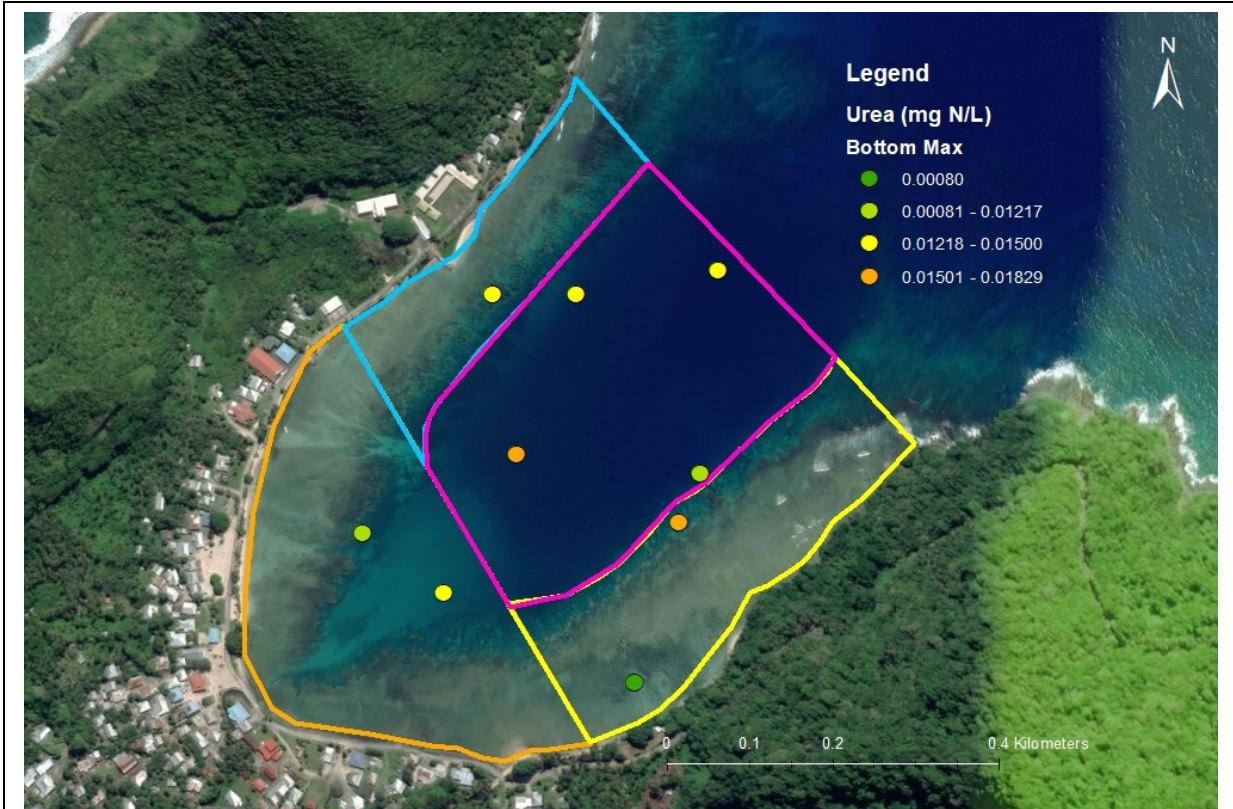 N
Legend
Urea (mg N/L)
Bottom Max
0.00080
0.00081 - 0.01217
0.01218 - 0.01500
0.01501 - 0.01829
0 0.1 0.2 0.4 Kilometers